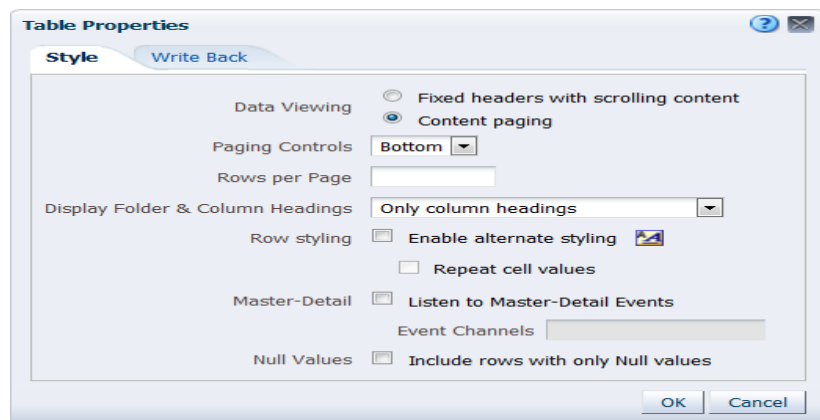 Table Properties
Style Write Back
Data Viewing Fixed headers with scrolling content
Content paging
Paging Controls Bottom
Rows per Page
Display Folder & Column Headings Only column headings
Row styling Enable alternate styling
Repeat cell values
Master-Detail Listen to Master-Detail Events
Event Channels
Null Values Include rows with only Null values
OK Cancel